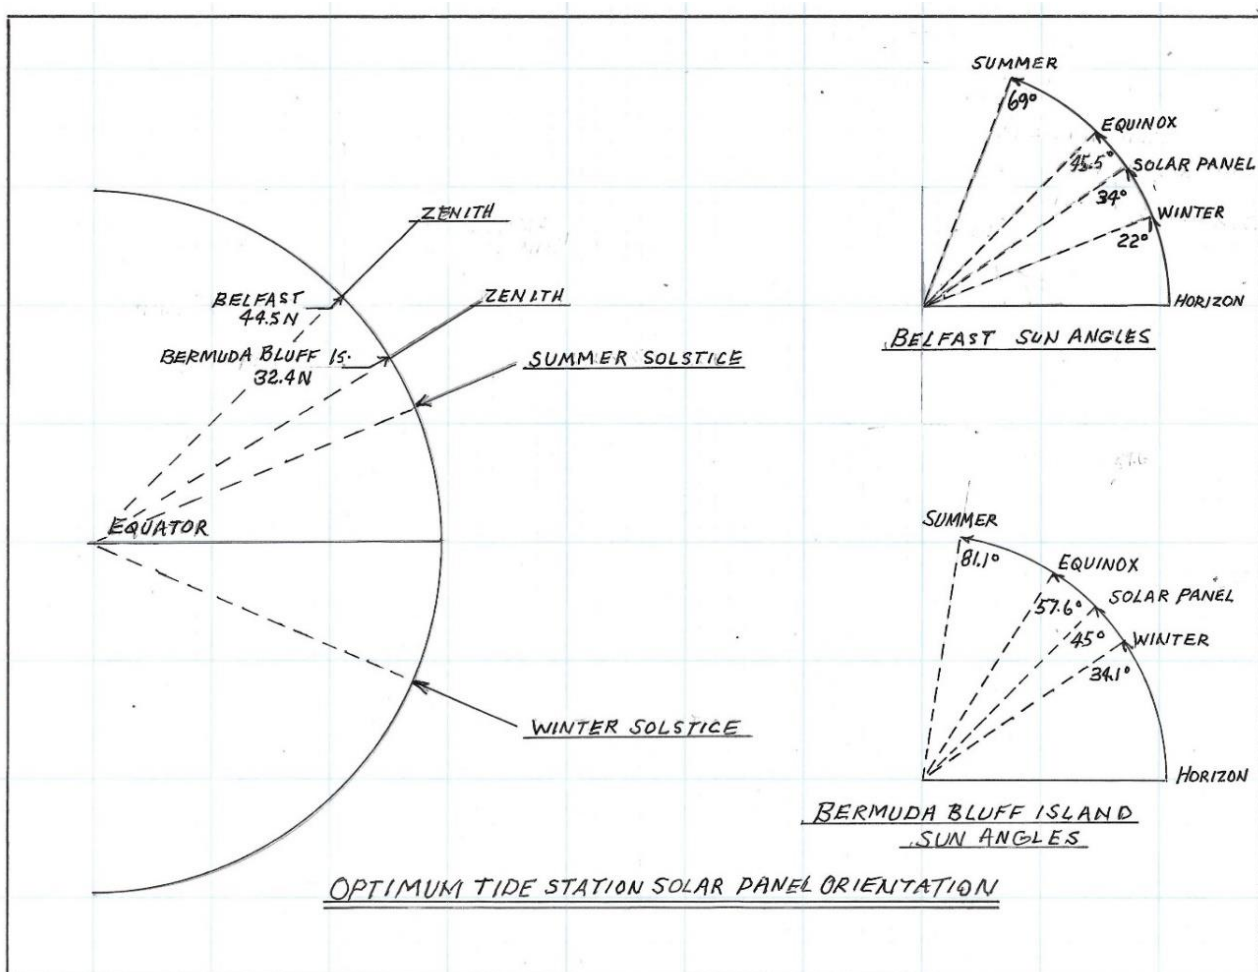 ZENITH
BELFAST
44.5N
ZENITH
BERMUDA BLUFF IS.
32.4N
SUMMER SOLSTICE
EQUATOR
WINTER SOLSTICE
SUMMER
69°
EQUINOX
45.5°
SOLAR PANEL
34°
WINTER
22°
HORIZON
BELFAST SUN ANGLES
SUMMER
81.1°
EQUINOX
57.6°
SOLAR PANEL
45°
WINTER
34.1°
HORIZON
BERMUDA BLUFF ISLAND
SUN ANGLES
OPTIMUM TIDE STATION SOLAR PANEL ORIENTATION